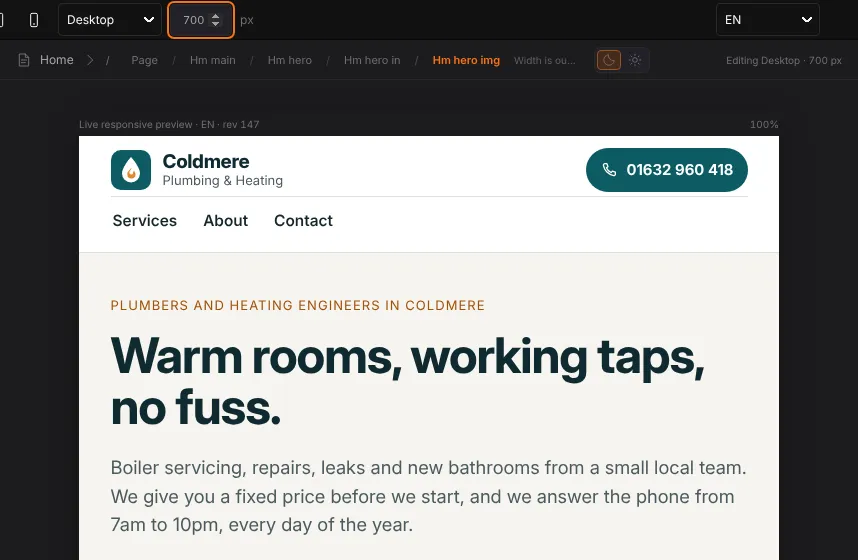 Desktop
700
px
EN
Home / Page / Hm main / Hm hero / Hm hero in / Hm hero img Width is ou...
Editing Desktop · 700 px
Live responsive preview · EN · rev 147
100%
Coldmere
Plumbing & Heating
01632 960 418
Services About Contact
PLUMBERS AND HEATING ENGINEERS IN COLDMERE
Warm rooms, working taps,
no fuss.
Boiler servicing, repairs, leaks and new bathrooms from a small local team.
We give you a fixed price before we start, and we answer the phone from
7am to 10pm, every day of the year.